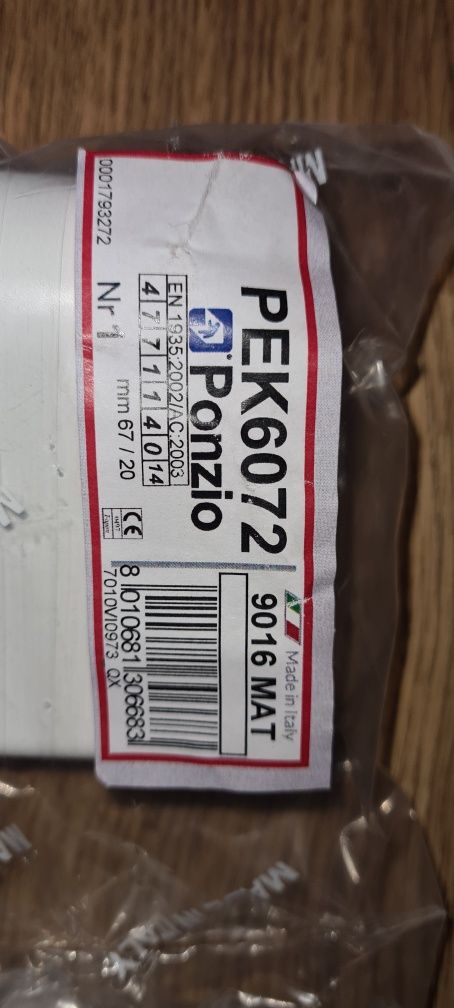 PEK6072
Ponzio
EN 1935:2002/AC:2003
4 7 7 1 1 4 0 14
mm 67 / 20
Nr 1
0001793272
Made in Italy
9016 MAT
CE
8 010681 306683
7010VI0973 QX